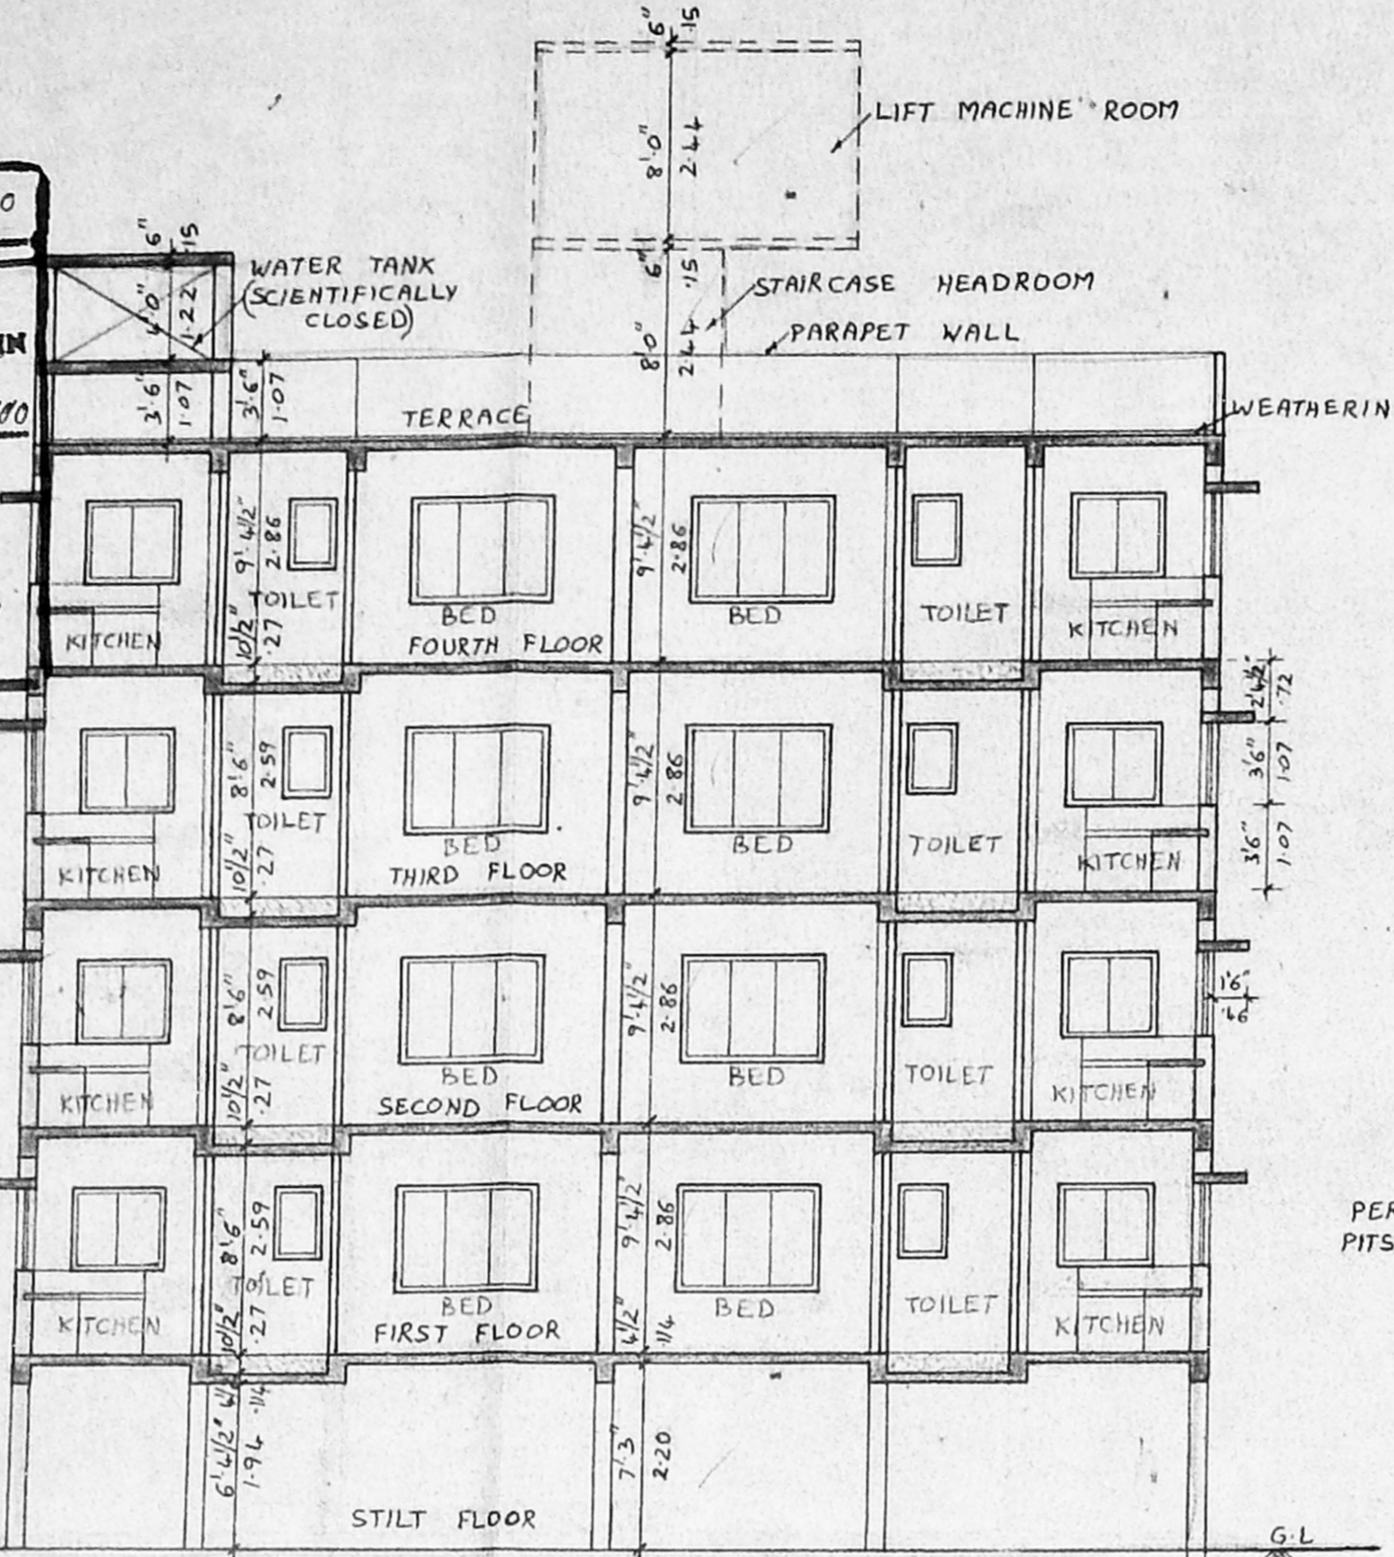 6"
.15
LIFT MACHINE ROOM
8'.0"
2.44
6"
.15
WATER TANK
(SCIENTIFICALLY
CLOSED)
4'.0"
1.22
6"
.15
STAIRCASE HEADROOM
8'.0"
2.44
PARAPET WALL
3'.6"
1.07
3'.6"
1.07
TERRACE
WEATHERIN
9'.4½"
2.86
9'.4½"
2.86
TOILET
BED
BED
TOILET
KITCHEN
10½"
.27
FOURTH FLOOR
KITCHEN
2'4½"
.72
8'6"
2.59
9'.4½"
2.86
3'6"
1.07
TOILET
BED
BED
TOILET
KITCHEN
10½"
.27
THIRD FLOOR
KITCHEN
3'6"
1.07
8'6"
2.59
9'.4½"
2.86
1'6"
.46
TOILET
BED
BED
TOILET
KITCHEN
10½"
.27
SECOND FLOOR
KITCHEN
8'6"
2.59
9'.4½"
2.86
PER
PITS
TOILET
BED
BED
TOILET
KITCHEN
10½"
.27
FIRST FLOOR
4½"
.114
KITCHEN
.114
6'.4½"
1.94
7'.3"
2.20
STILT FLOOR
G.L